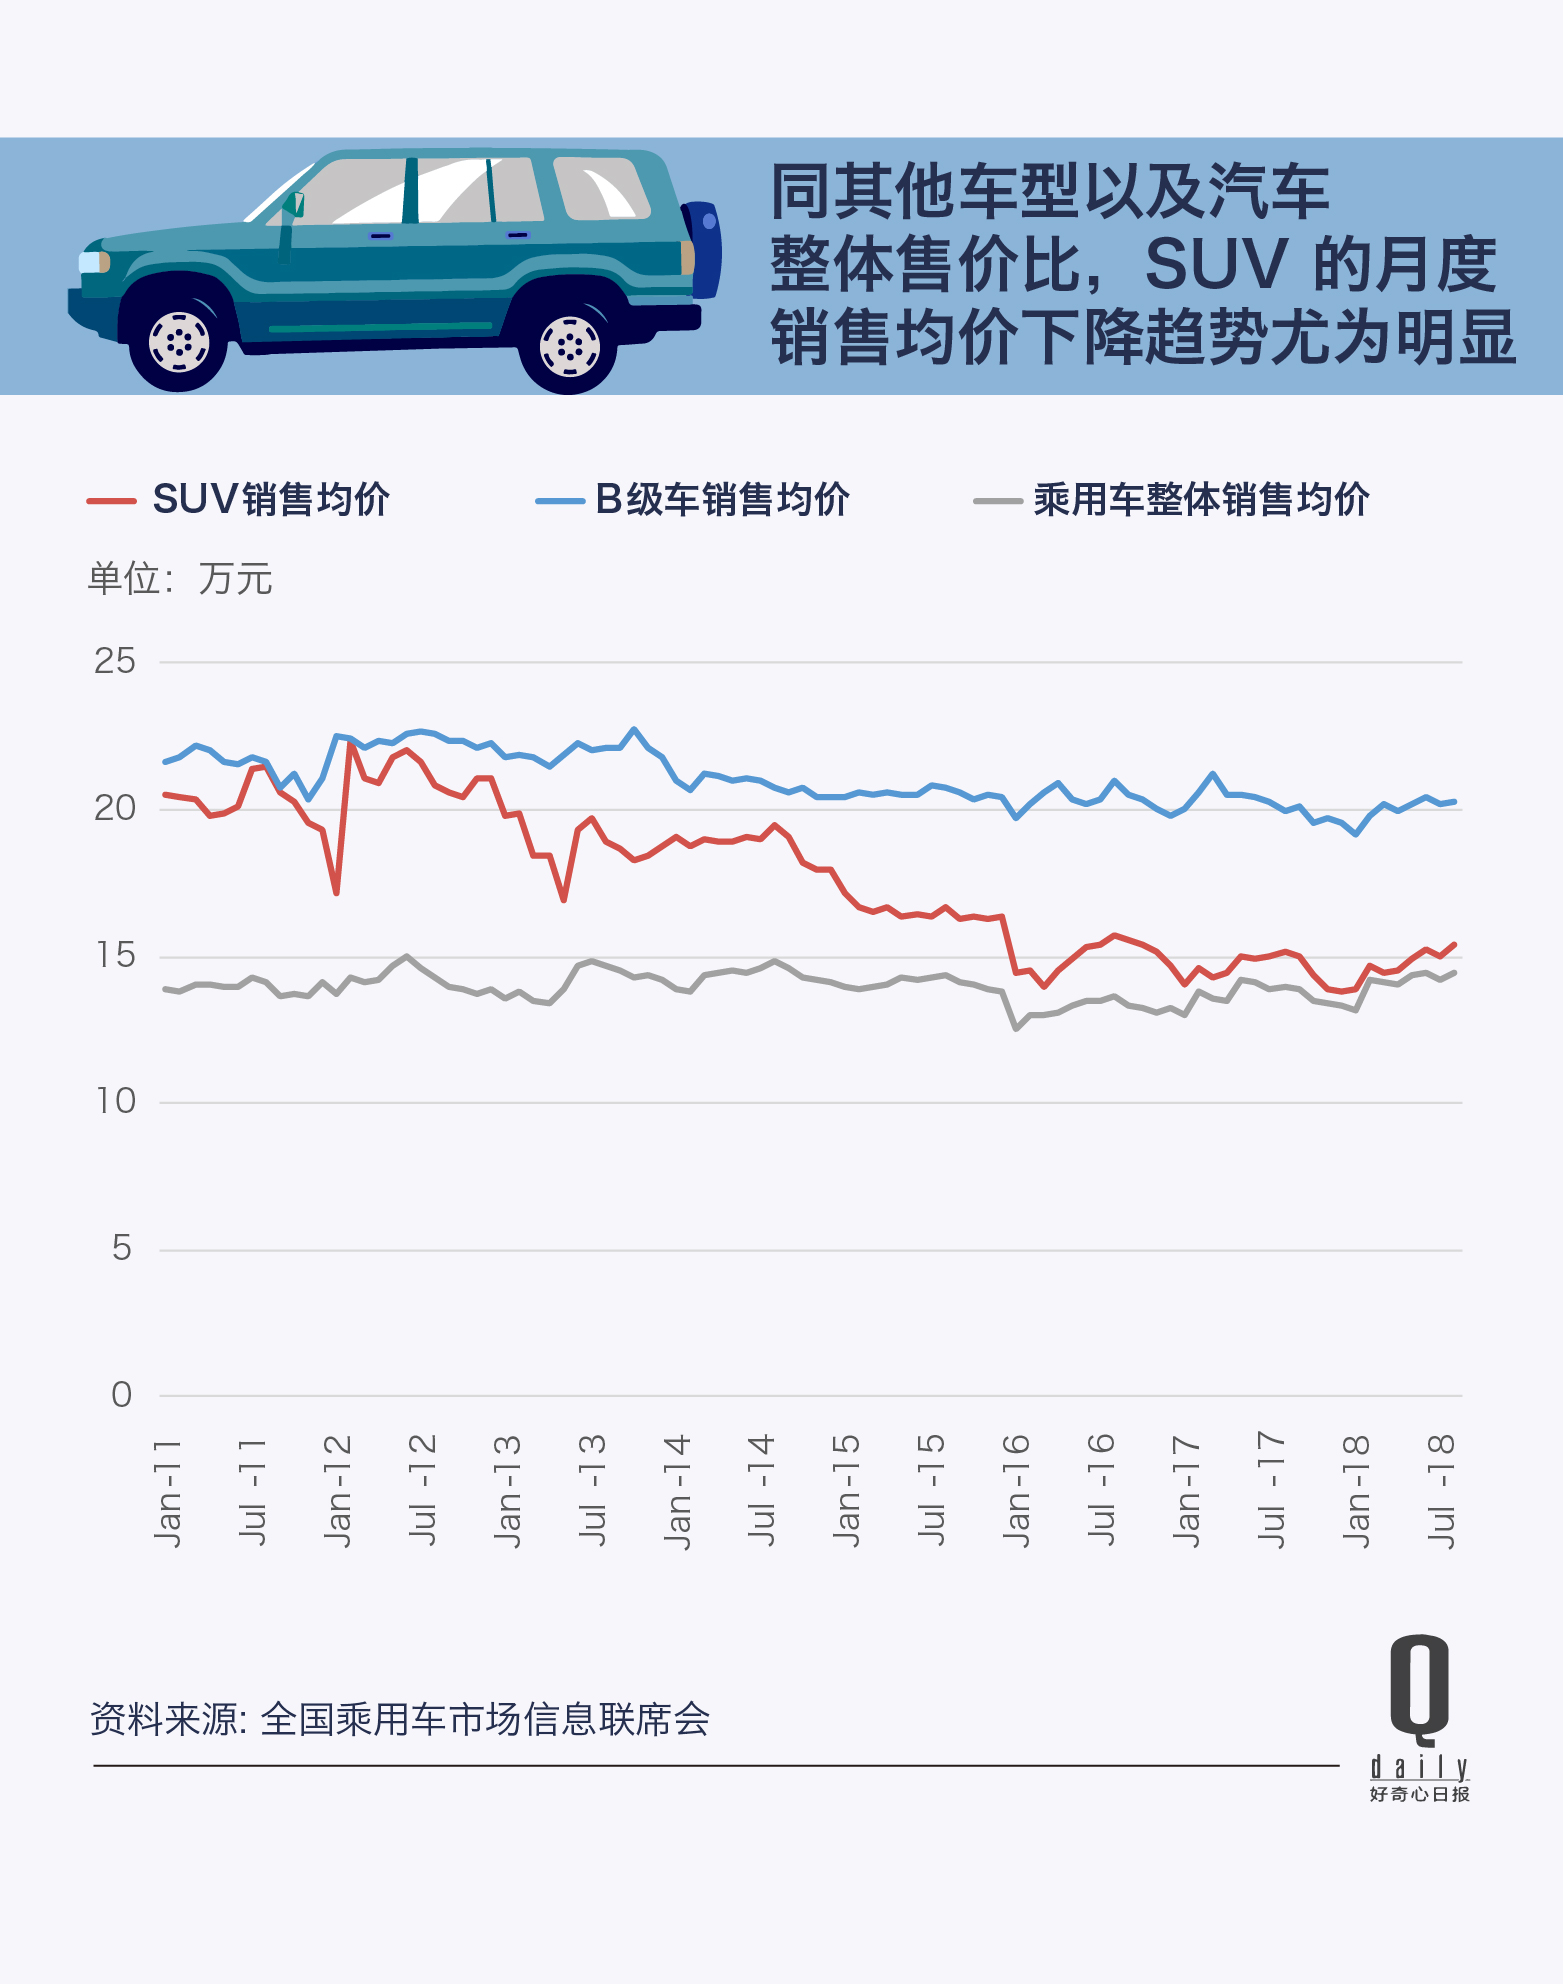 同其他车型以及汽车
整体售价比，SUV 的月度
销售均价下降趋势尤为明显
SUV销售均价
B级车销售均价
乘用车整体销售均价
单位：万元
25
20
15
10
5
0
Jan-11
Jul -11
Jan-12
Jul -12
Jan-13
Jul -13
Jan-14
Jul -14
Jan-15
Jul -15
Jan-16
Jul -16
Jan-17
Jul -17
Jan-18
Jul -18
资料来源: 全国乘用车市场信息联席会
Q
daily
好奇心日报